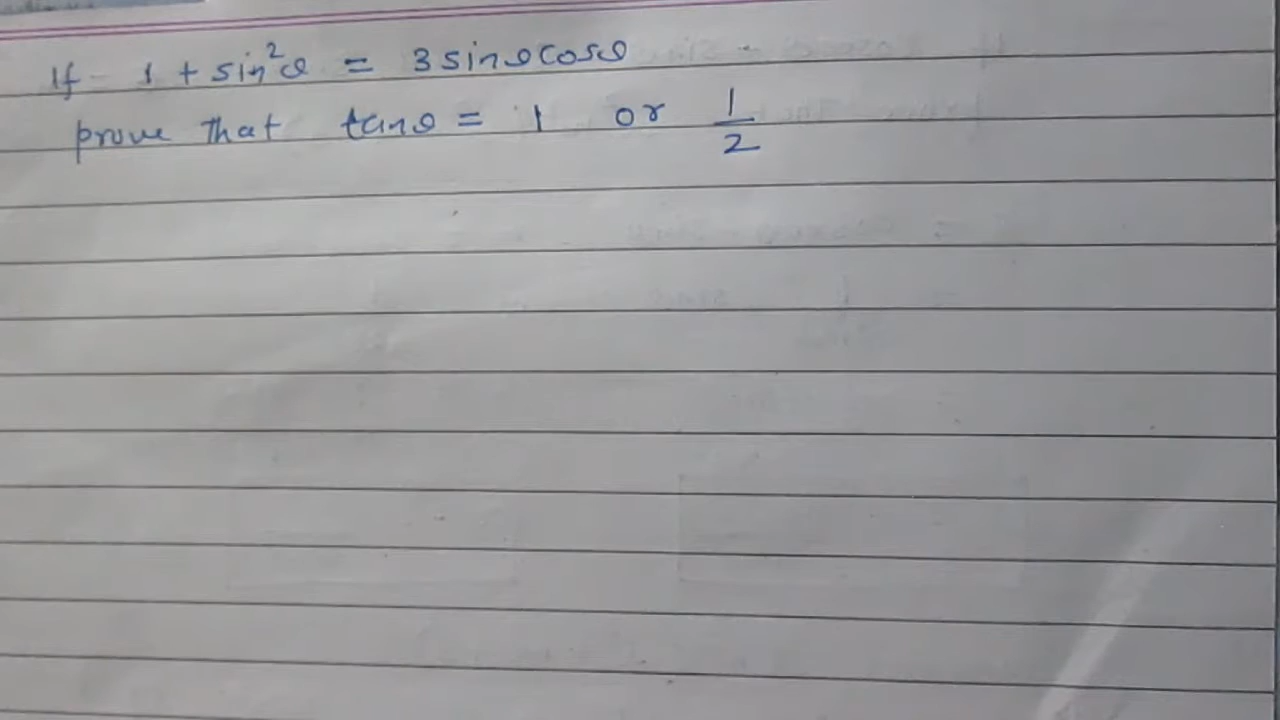 If 1 + sin²θ = 3 sinθ cosθ
prove that tanθ = 1 or 1/2